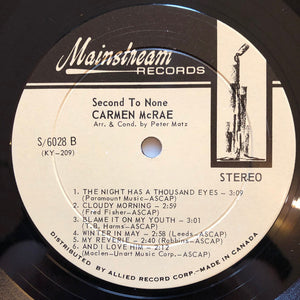 Mainstream
RECORDS
Second To None
CARMEN McRAE
Arr. & Cond. by Peter Matz
S/6028 B
(KY-209)
STEREO
1. THE NIGHT HAS A THOUSAND EYES - 3:09
(Paramount Music-ASCAP)
2. CLOUDY MORNING - 2:59
(Fred Fisher-ASCAP)
3. BLAME IT ON MY YOUTH - 3:01
(T. B. Harms-ASCAP)
4. WINTER IN MAY - 2:58 (Leeds-ASCAP)
5. MY REVERIE - 2:40 (Robbins-ASCAP)
6. AND I LOVE HIM - 2:12
(Maclen-Unart Music Corp.-ASCAP)
DISTRIBUTED BY ALLIED RECORD CORP.-MADE IN CANADA